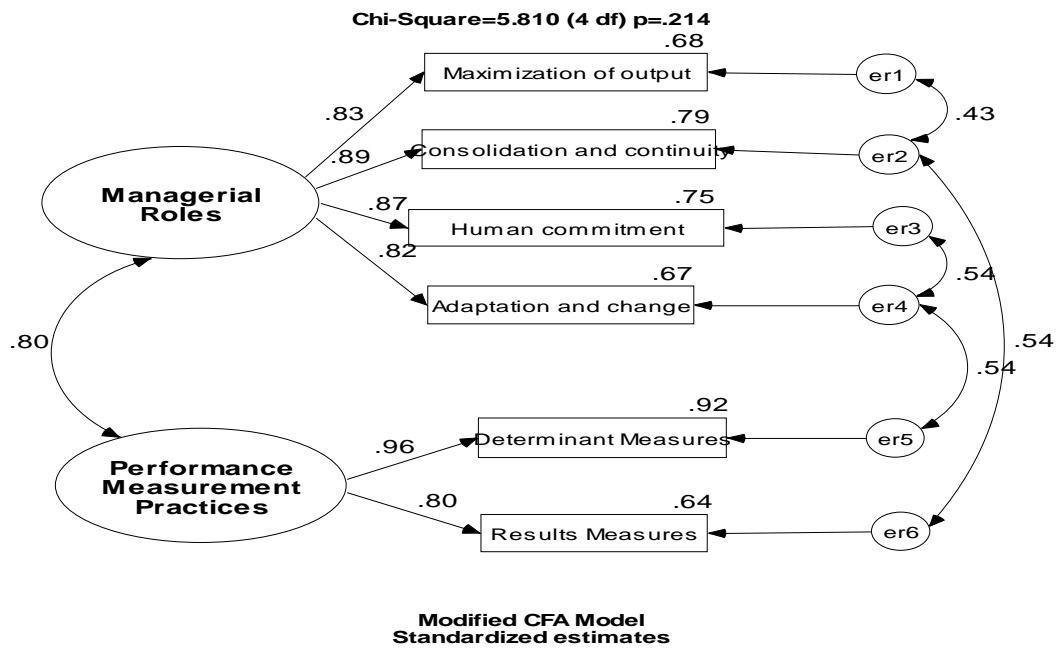 Chi-Square=5.810 (4 df) p=.214
.68
Maximization of output
er1
.83
.43
.79
.89
Consolidation and continuity
er2
Managerial
Roles
.87
.75
Human commitment
er3
.82
.54
.67
Adaptation and change
er4
.80
.54
.54
.92
.96
Determinant Measures
er5
Performance
Measurement
Practices
.80
.64
Results Measures
er6
Modified CFA Model
Standardized estimates